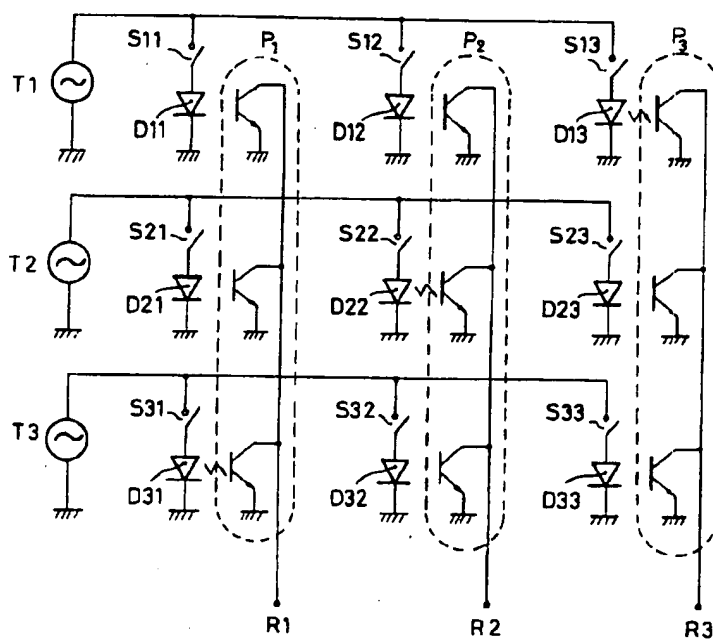 S11 P1 S12 P2 S13 P3
T1
D11 D12 D13
S21 S22 S23
T2
D21 D22 D23
S31 S32 S33
T3
D31 D32 D33
R1 R2 R3